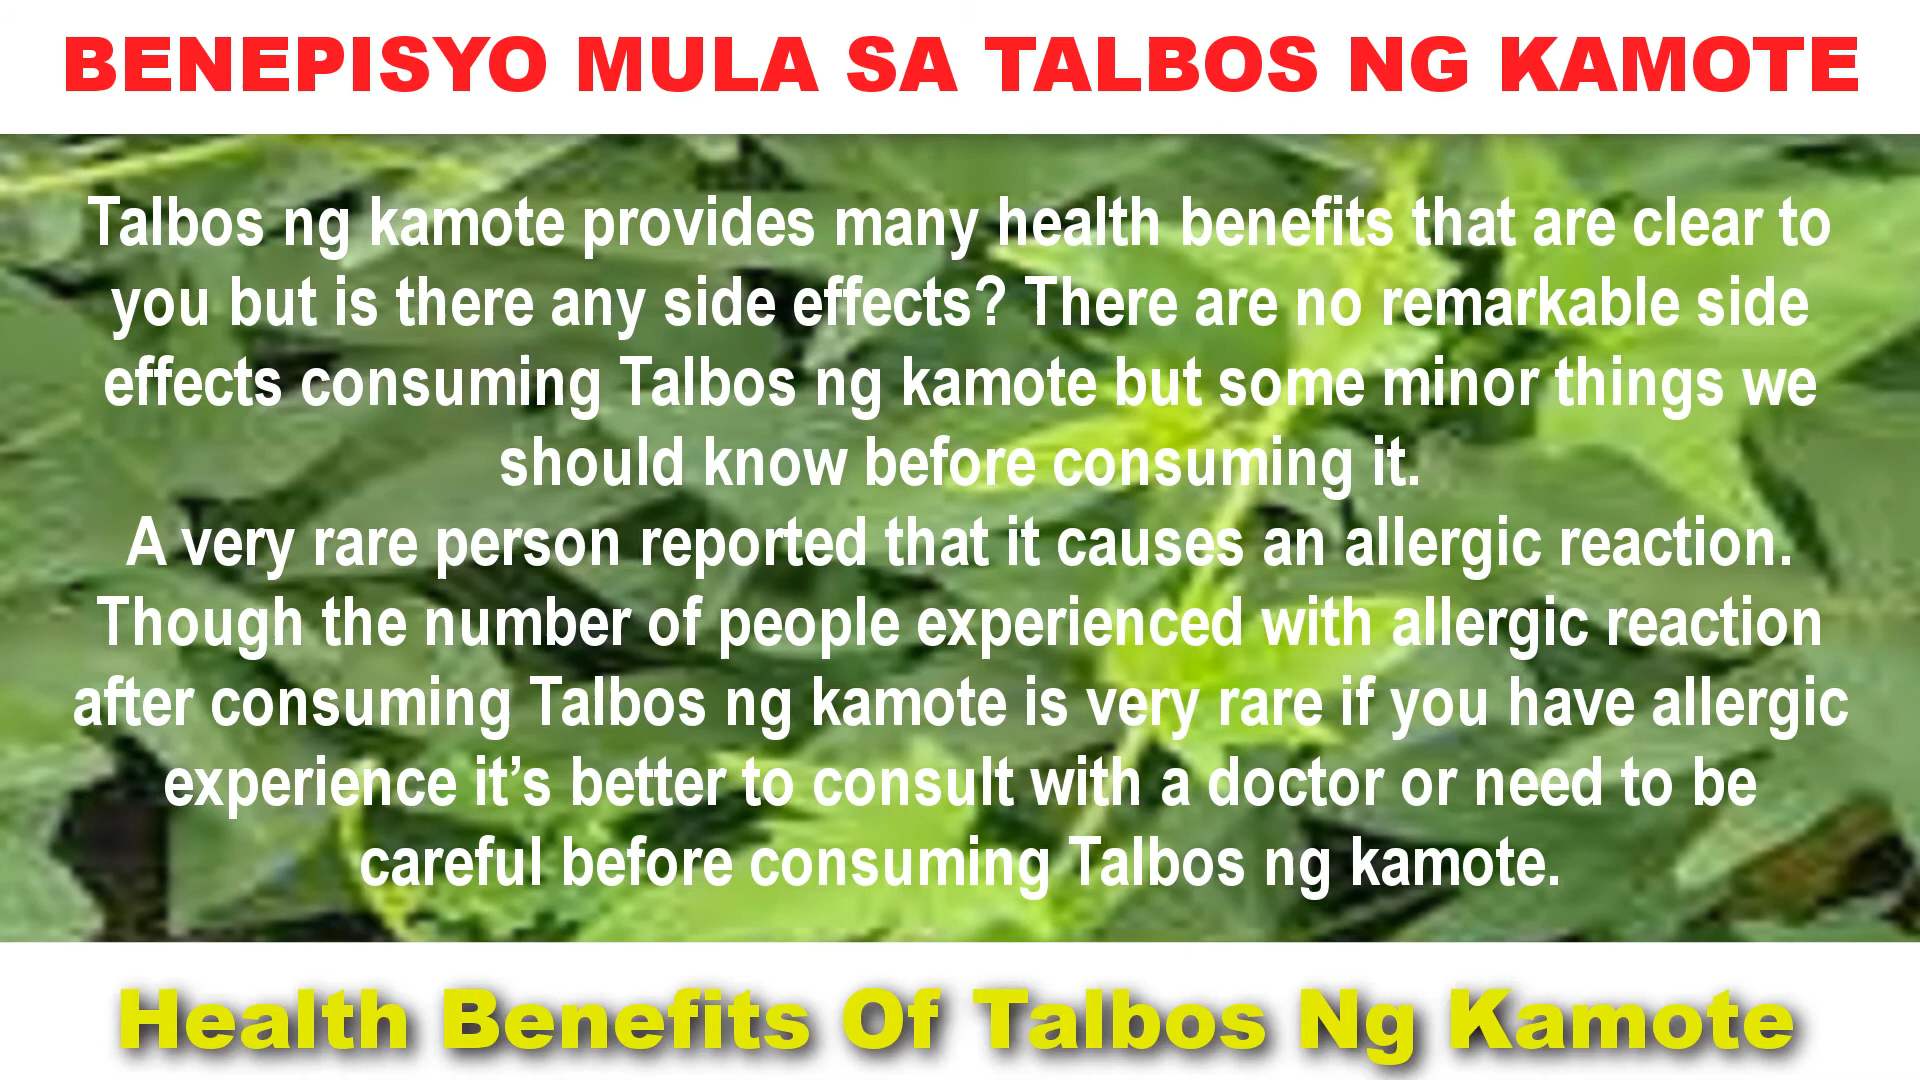 BENEPISYO MULA SA TALBOS NG KAMOTE
Talbos ng kamote provides many health benefits that are clear to
you but is there any side effects? There are no remarkable side
effects consuming Talbos ng kamote but some minor things we
should know before consuming it.
A very rare person reported that it causes an allergic reaction.
Though the number of people experienced with allergic reaction
after consuming Talbos ng kamote is very rare if you have allergic
experience it’s better to consult with a doctor or need to be
careful before consuming Talbos ng kamote.
Health Benefits Of Talbos Ng Kamote